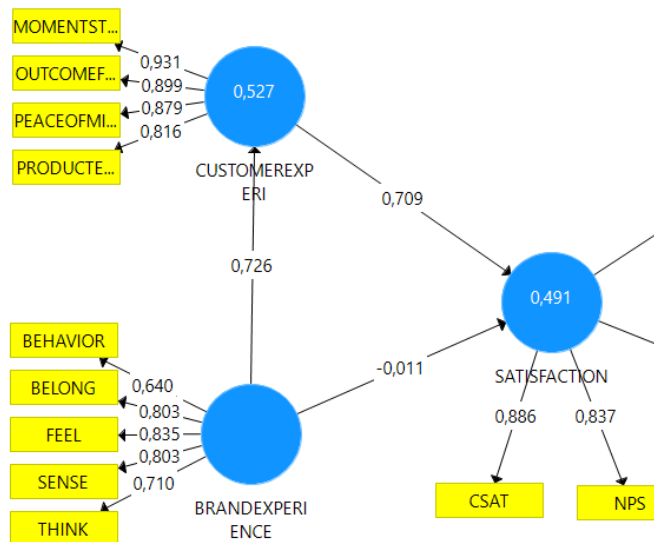 MOMENTST...
0,931
OUTCOMEF...
0,899
0,527
PEACEOFMI...
0,879
0,816
PRODUCTE...
CUSTOMEREXP
ERI
0,709
0,726
0,491
BEHAVIOR
0,640
-0,011
SATISFACTION
BELONG
0,803
0,886
0,837
FEEL
0,835
0,803
SENSE
0,710
CSAT
NPS
BRANDEXPERI
ENCE
THINK